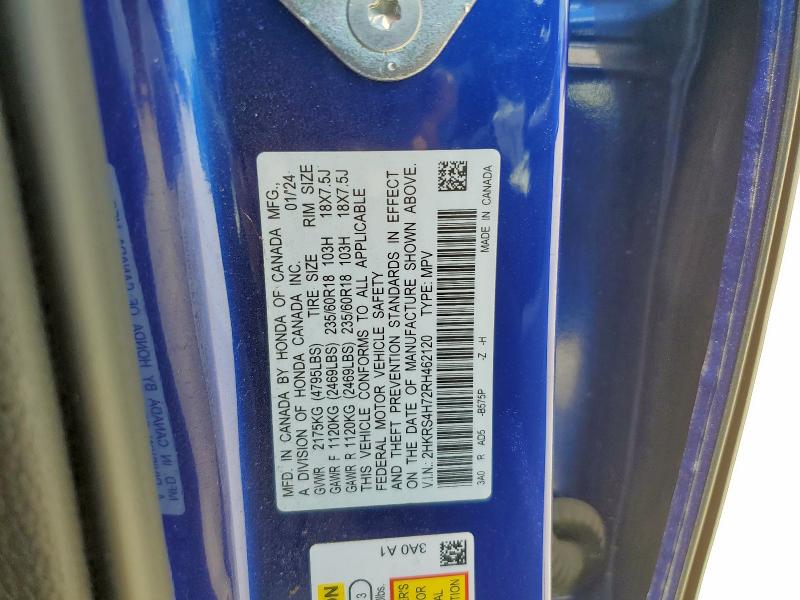 MFD. IN CANADA BY HONDA OF CANADA MFG.,
A DIVISION OF HONDA CANADA INC. 01/24
GVWR 2175KG (4795LBS) TIRE SIZE RIM SIZE
GAWR F 1120KG (2469LBS) 235/60R18 103H 18X7.5J
GAWR R 1120KG (2469LBS) 235/60R18 103H 18X7.5J
THIS VEHICLE CONFORMS TO ALL APPLICABLE
FEDERAL MOTOR VEHICLE SAFETY
AND THEFT PREVENTION STANDARDS IN EFFECT
ON THE DATE OF MANUFACTURE SHOWN ABOVE.
V.I.N.: 2HKRS4H72RH462120 TYPE: MPV
3A0 R AD5 -B575P -Z -H MADE IN CANADA
3A0 A1